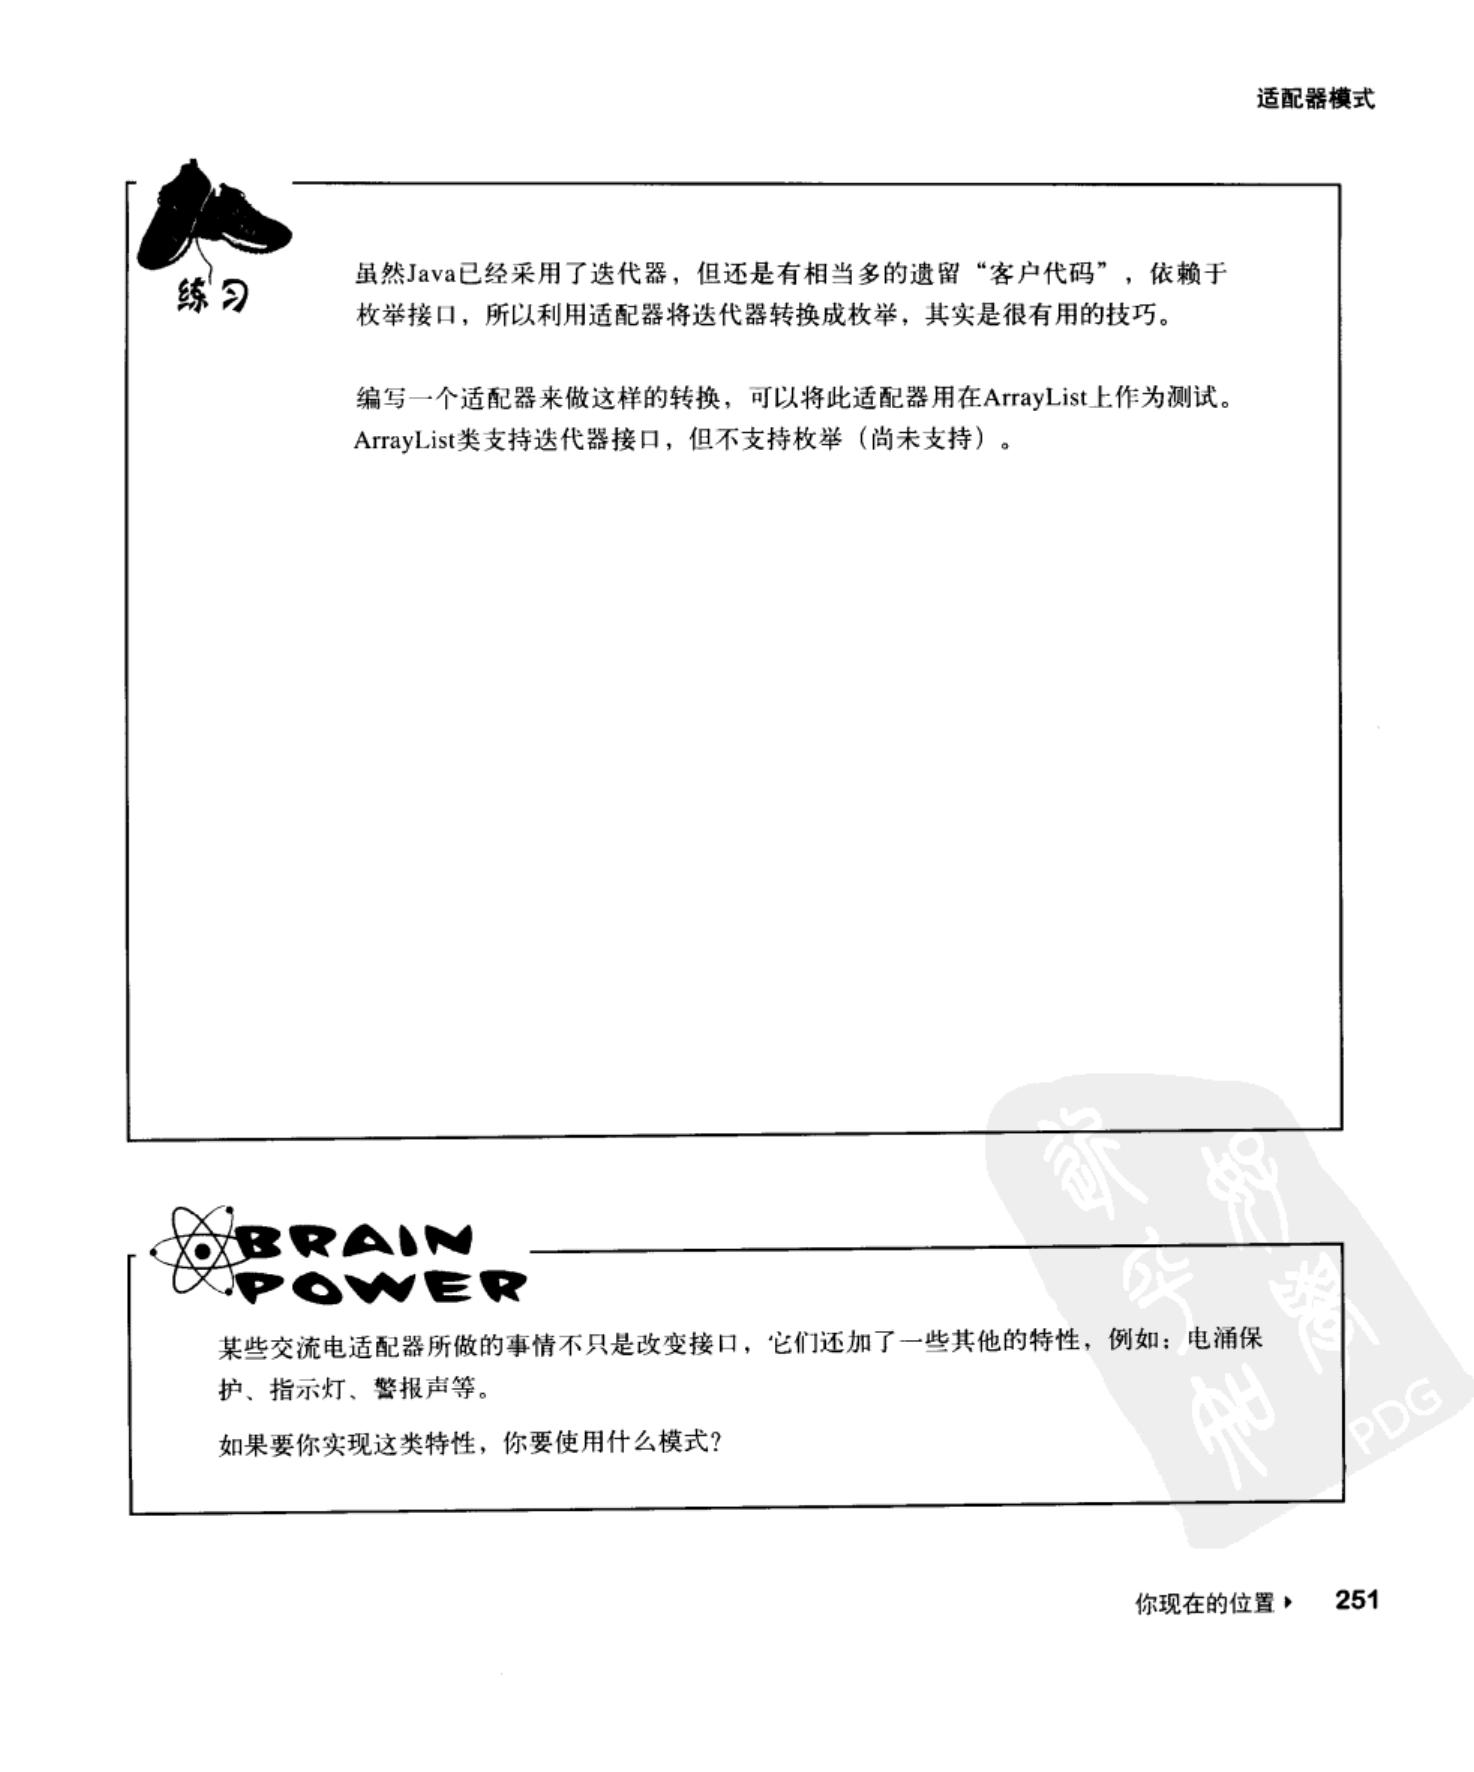 适配器模式
练习
虽然Java已经采用了迭代器，但还是有相当多的遗留“客户代码”，依赖于
枚举接口，所以利用适配器将迭代器转换成枚举，其实是很有用的技巧。
编写一个适配器来做这样的转换，可以将此适配器用在ArrayList上作为测试。
ArrayList类支持迭代器接口，但不支持枚举（尚未支持）。
BRAIN
POWER
某些交流电适配器所做的事情不只是改变接口，它们还加了一些其他的特性，例如：电涌保
护、指示灯、警报声等。
如果要你实现这类特性，你要使用什么模式？
PDG
你现在的位置 251